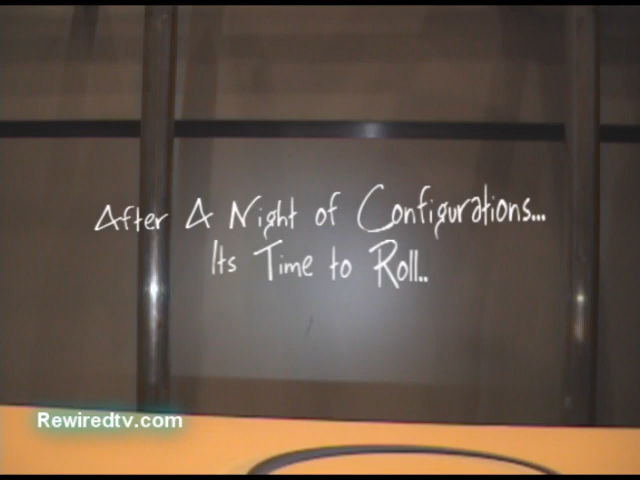 After A Night of Configurations...
Its Time to Roll..
Rewiredtv.com